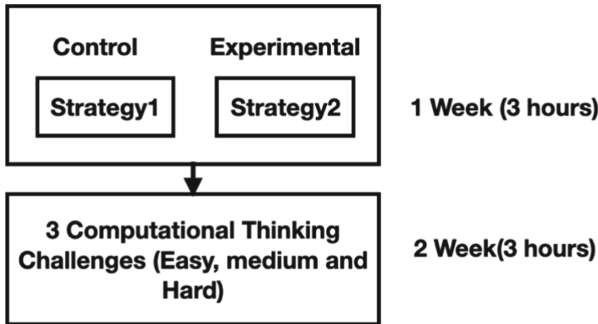 Control Experimental
Strategy1 Strategy2
1 Week (3 hours)
3 Computational Thinking
Challenges (Easy, medium and
Hard)
2 Week(3 hours)